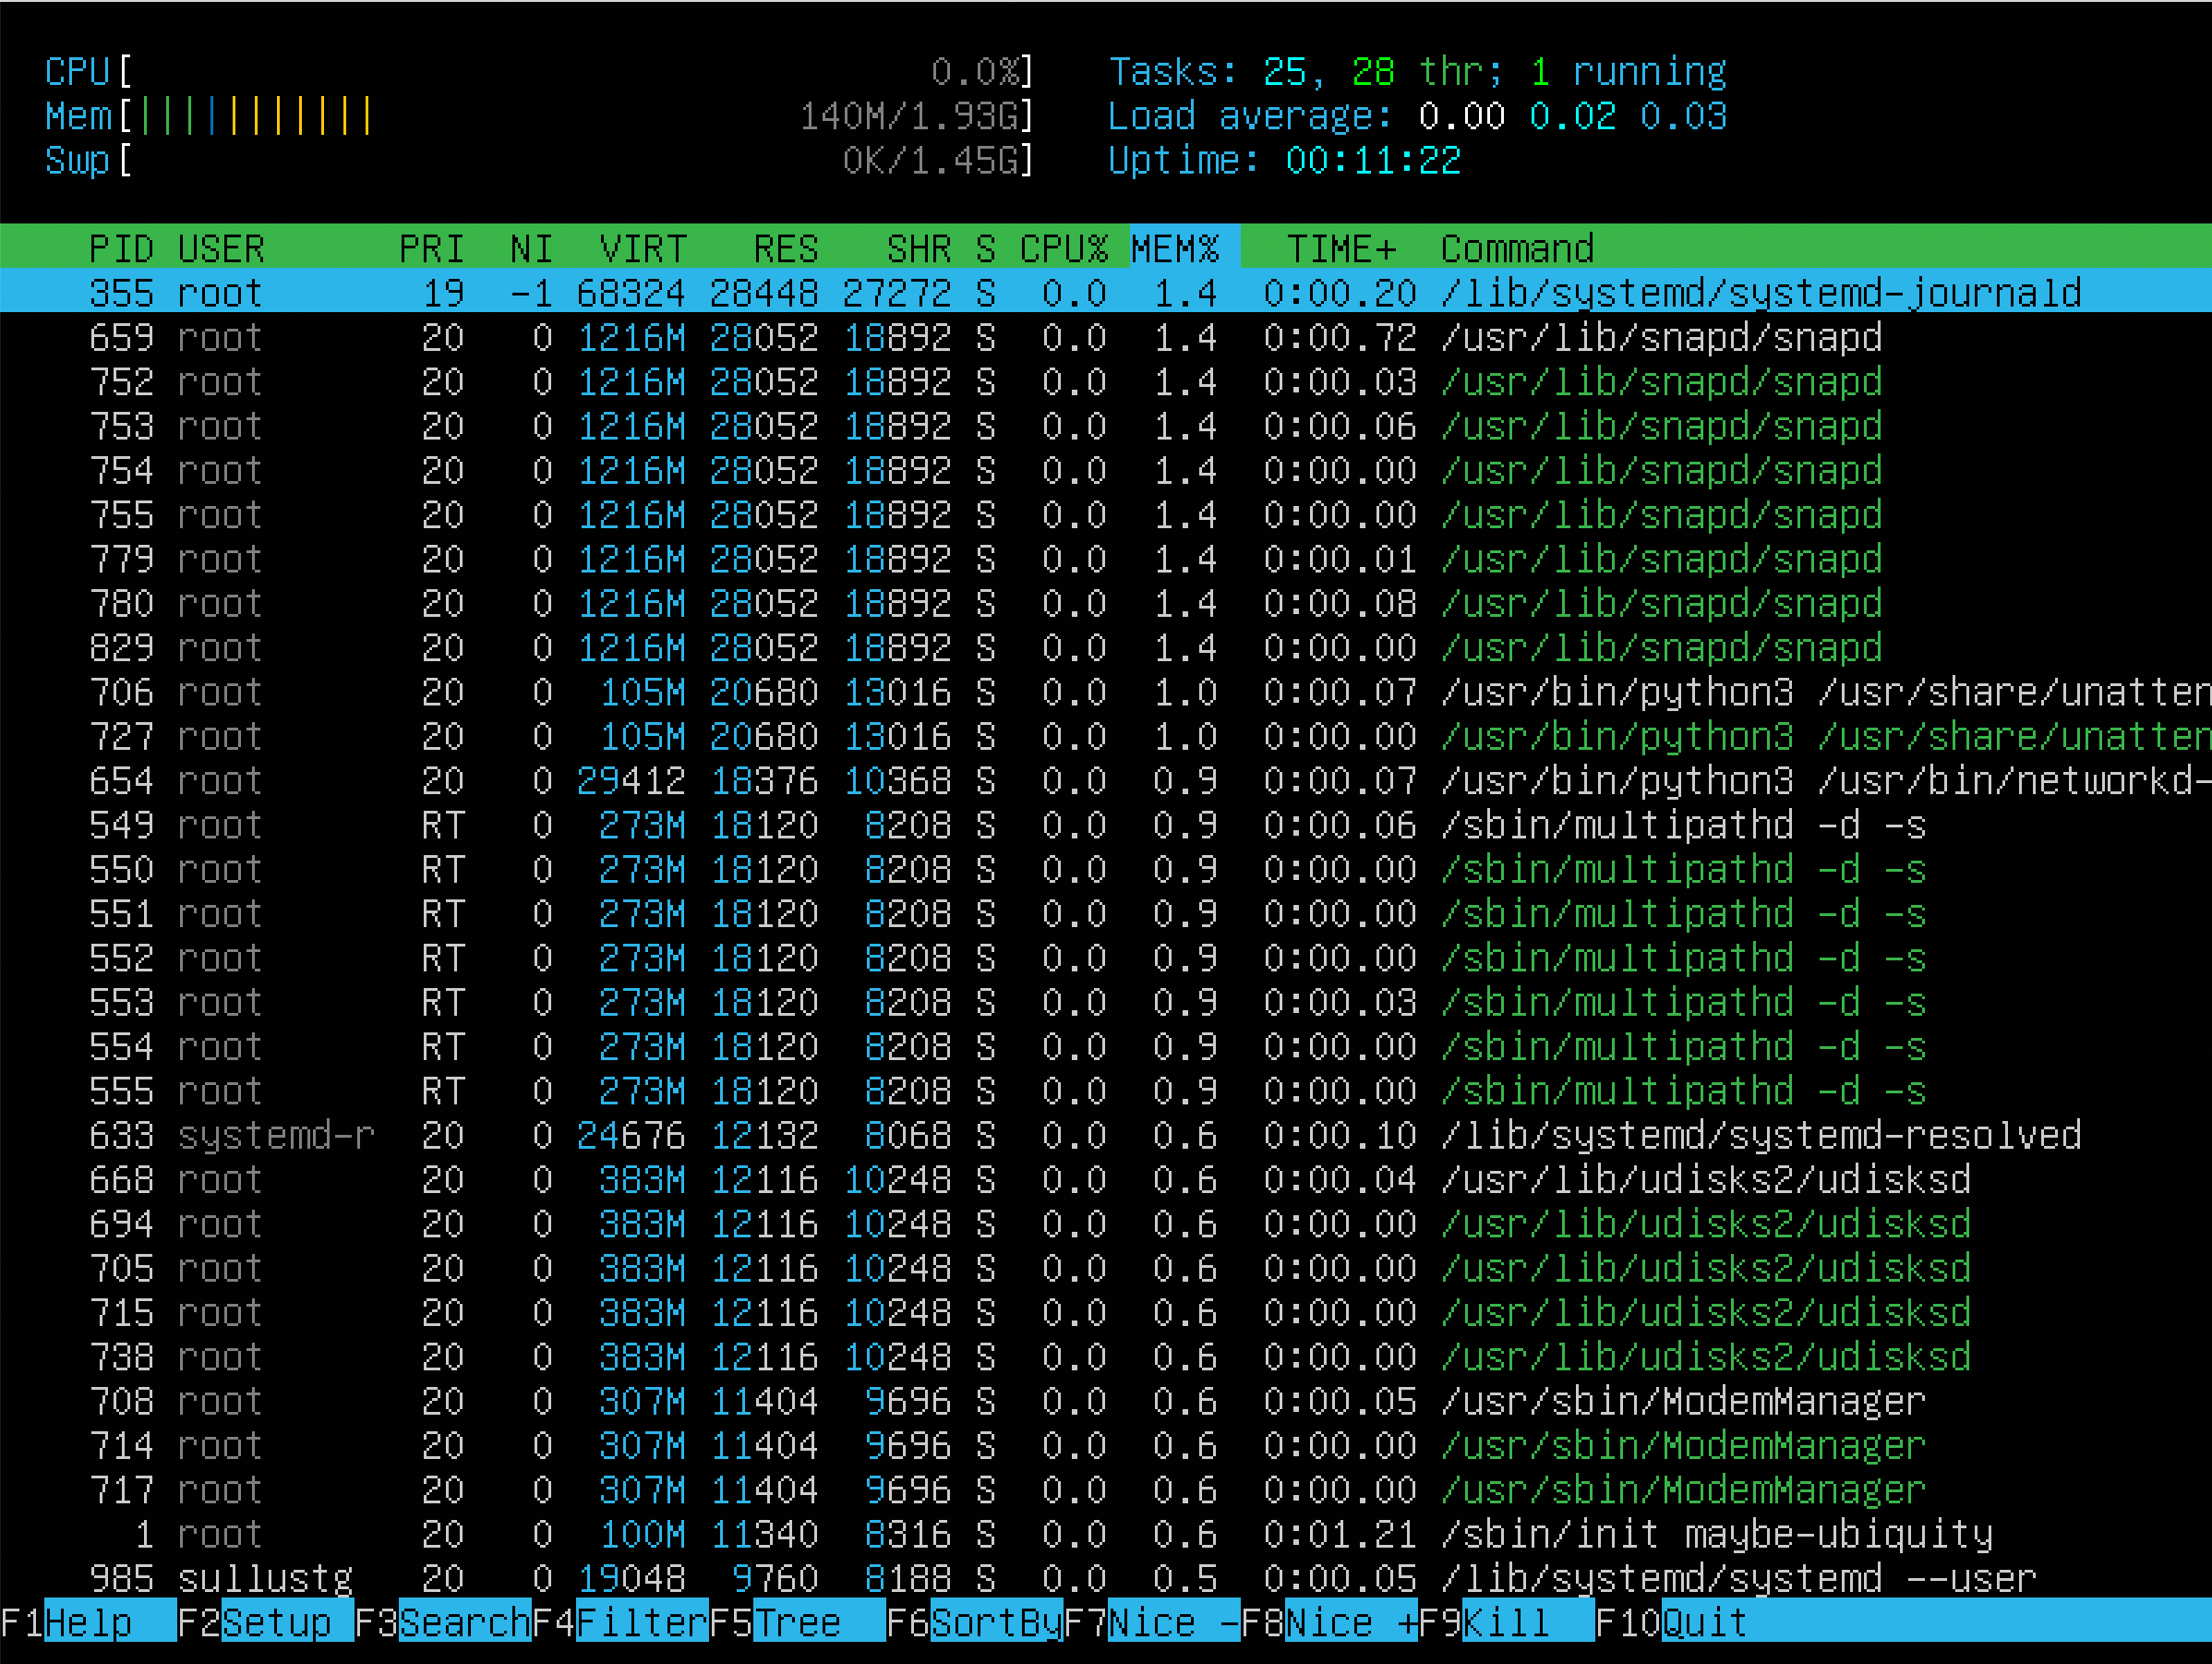 CPU[ 0.0%] Tasks: 25, 28 thr; 1 running
Mem[||||||||||| 140M/1.93G] Load average: 0.00 0.02 0.03
Swp[ 0K/1.45G] Uptime: 00:11:22
PID USER PRI NI VIRT RES SHR S CPU% MEM% TIME+ Command
355 root 19 -1 68324 28448 27272 S 0.0 1.4 0:00.20 /lib/systemd/systemd-journald
659 root 20 0 1216M 28052 18892 S 0.0 1.4 0:00.72 /usr/lib/snapd/snapd
752 root 20 0 1216M 28052 18892 S 0.0 1.4 0:00.03 /usr/lib/snapd/snapd
753 root 20 0 1216M 28052 18892 S 0.0 1.4 0:00.06 /usr/lib/snapd/snapd
754 root 20 0 1216M 28052 18892 S 0.0 1.4 0:00.00 /usr/lib/snapd/snapd
755 root 20 0 1216M 28052 18892 S 0.0 1.4 0:00.00 /usr/lib/snapd/snapd
779 root 20 0 1216M 28052 18892 S 0.0 1.4 0:00.01 /usr/lib/snapd/snapd
780 root 20 0 1216M 28052 18892 S 0.0 1.4 0:00.08 /usr/lib/snapd/snapd
829 root 20 0 1216M 28052 18892 S 0.0 1.4 0:00.00 /usr/lib/snapd/snapd
706 root 20 0 105M 20680 13016 S 0.0 1.0 0:00.07 /usr/bin/python3 /usr/share/unatten
727 root 20 0 105M 20680 13016 S 0.0 1.0 0:00.00 /usr/bin/python3 /usr/share/unatten
654 root 20 0 29412 18376 10368 S 0.0 0.9 0:00.07 /usr/bin/python3 /usr/bin/networkd-
549 root RT 0 273M 18120 8208 S 0.0 0.9 0:00.06 /sbin/multipathd -d -s
550 root RT 0 273M 18120 8208 S 0.0 0.9 0:00.00 /sbin/multipathd -d -s
551 root RT 0 273M 18120 8208 S 0.0 0.9 0:00.00 /sbin/multipathd -d -s
552 root RT 0 273M 18120 8208 S 0.0 0.9 0:00.00 /sbin/multipathd -d -s
553 root RT 0 273M 18120 8208 S 0.0 0.9 0:00.03 /sbin/multipathd -d -s
554 root RT 0 273M 18120 8208 S 0.0 0.9 0:00.00 /sbin/multipathd -d -s
555 root RT 0 273M 18120 8208 S 0.0 0.9 0:00.00 /sbin/multipathd -d -s
633 systemd-r 20 0 24676 12132 8068 S 0.0 0.6 0:00.10 /lib/systemd/systemd-resolved
668 root 20 0 383M 12116 10248 S 0.0 0.6 0:00.04 /usr/lib/udisks2/udisksd
694 root 20 0 383M 12116 10248 S 0.0 0.6 0:00.00 /usr/lib/udisks2/udisksd
705 root 20 0 383M 12116 10248 S 0.0 0.6 0:00.00 /usr/lib/udisks2/udisksd
715 root 20 0 383M 12116 10248 S 0.0 0.6 0:00.00 /usr/lib/udisks2/udisksd
738 root 20 0 383M 12116 10248 S 0.0 0.6 0:00.00 /usr/lib/udisks2/udisksd
708 root 20 0 307M 11404 9696 S 0.0 0.6 0:00.05 /usr/sbin/ModemManager
714 root 20 0 307M 11404 9696 S 0.0 0.6 0:00.00 /usr/sbin/ModemManager
717 root 20 0 307M 11404 9696 S 0.0 0.6 0:00.00 /usr/sbin/ModemManager
1 root 20 0 100M 11340 8316 S 0.0 0.6 0:01.21 /sbin/init maybe-ubiquity
985 sullustg 20 0 19048 9760 8188 S 0.0 0.5 0:00.05 /lib/systemd/systemd --user
F1Help F2Setup F3SearchF4FilterF5Tree F6SortByF7Nice -F8Nice +F9Kill F10Quit